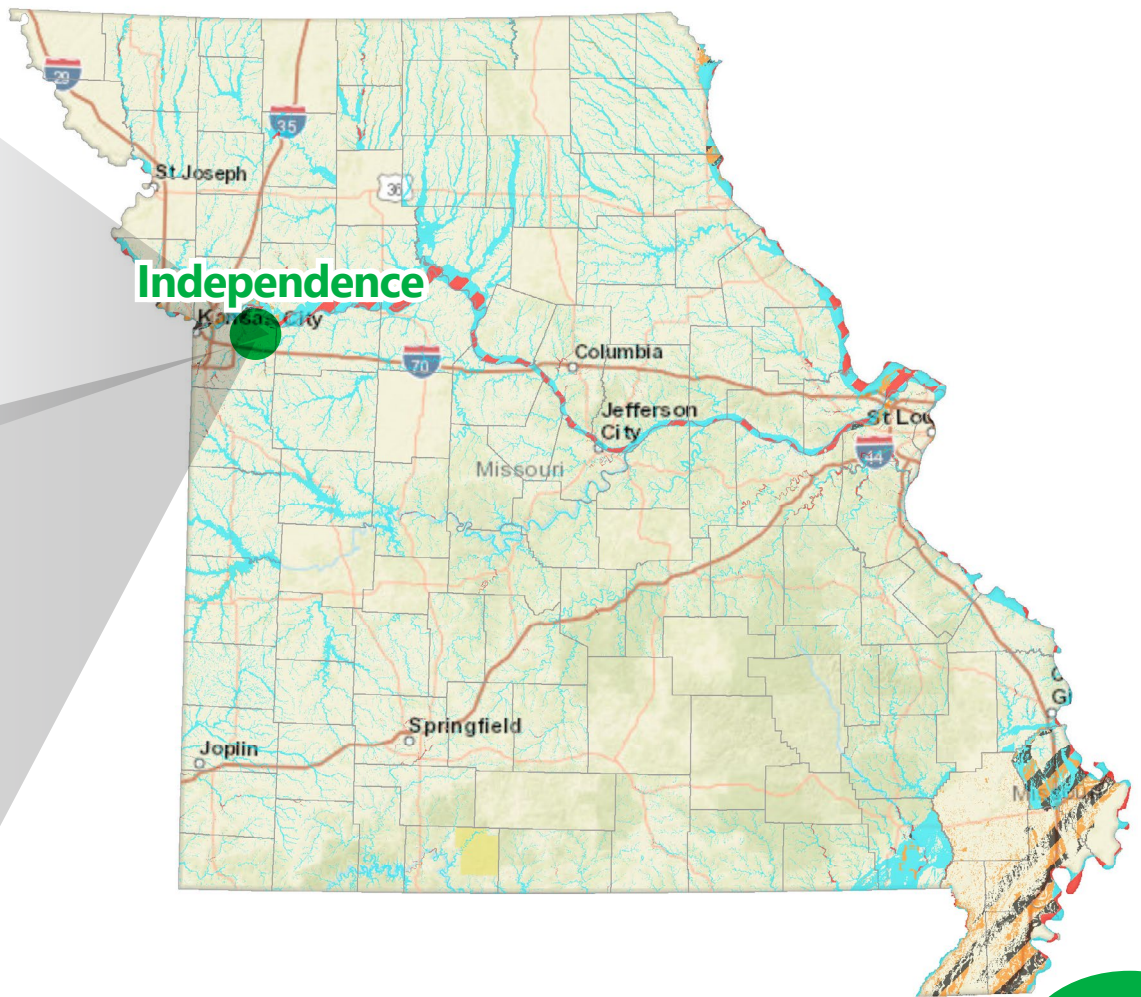 29
35
St Joseph
36
Independence
Kansas City
70
Columbia
Jefferson
City
St Lou
44
Missouri
Springfield
Joplin
C
G